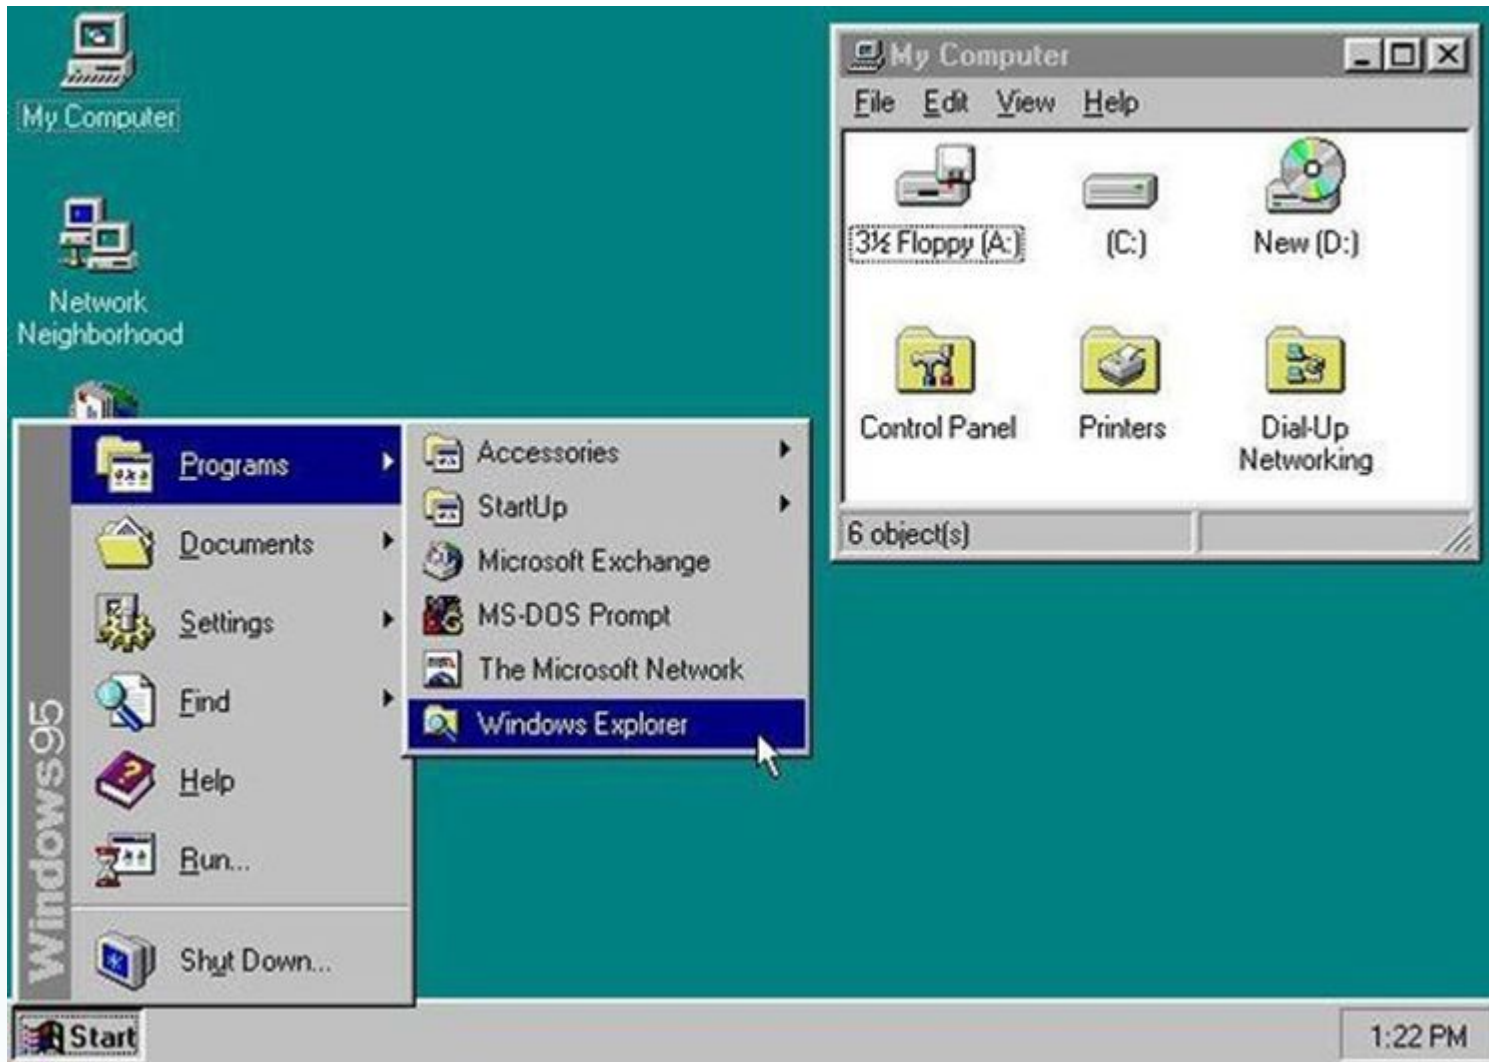 My Computer
Network
Neighborhood
My Computer
File Edit View Help
3½ Floppy (A:)
(C:)
New (D:)
Control Panel
Printers
Dial-Up
Networking
6 object(s)
Windows95
Programs
Documents
Settings
Find
Help
Run...
Shut Down...
Accessories
StartUp
Microsoft Exchange
MS-DOS Prompt
The Microsoft Network
Windows Explorer
Start
1:22 PM